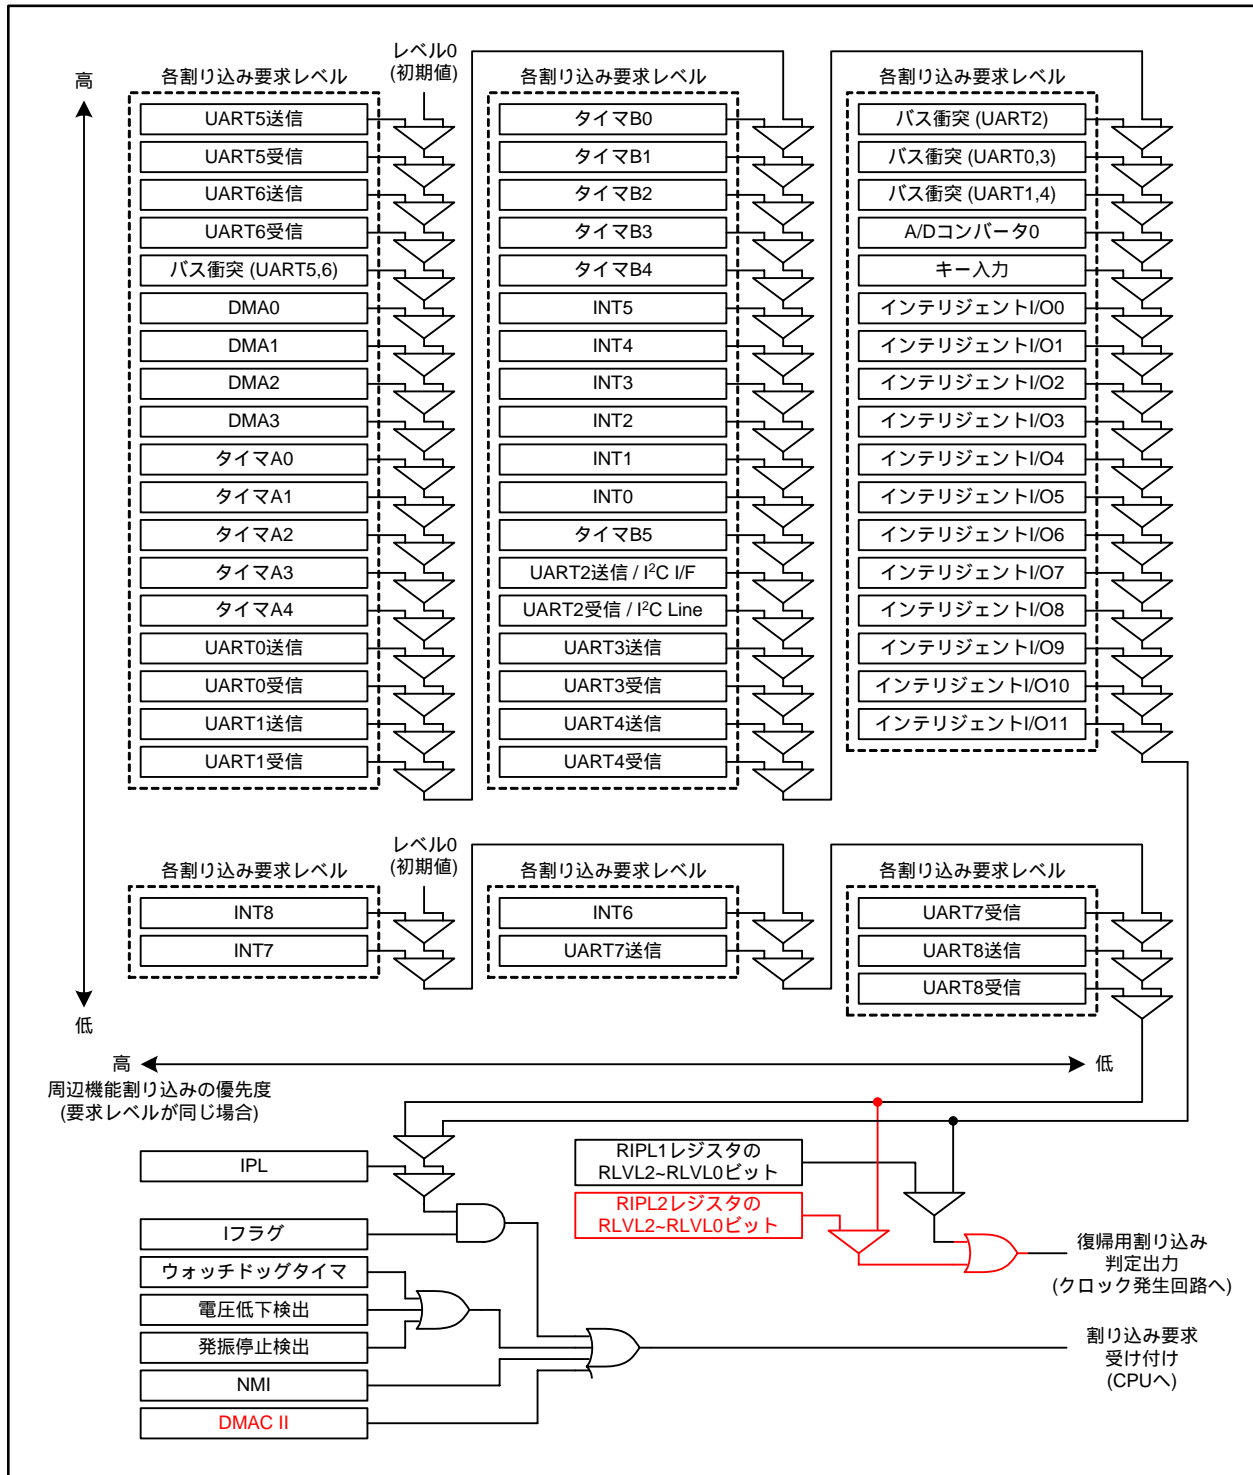 高
各割り込み要求レベル
レベル0
(初期値)
UART5送信
UART5受信
UART6送信
UART6受信
バス衝突 (UART5,6)
DMA0
DMA1
DMA2
DMA3
タイマA0
タイマA1
タイマA2
タイマA3
タイマA4
UART0送信
UART0受信
UART1送信
UART1受信
各割り込み要求レベル
タイマB0
タイマB1
タイマB2
タイマB3
タイマB4
INT5
INT4
INT3
INT2
INT1
INT0
タイマB5
UART2送信 / I²C I/F
UART2受信 / I²C Line
UART3送信
UART3受信
UART4送信
UART4受信
各割り込み要求レベル
バス衝突 (UART2)
バス衝突 (UART0,3)
バス衝突 (UART1,4)
A/Dコンバータ0
キー入力
インテリジェントI/O0
インテリジェントI/O1
インテリジェントI/O2
インテリジェントI/O3
インテリジェントI/O4
インテリジェントI/O5
インテリジェントI/O6
インテリジェントI/O7
インテリジェントI/O8
インテリジェントI/O9
インテリジェントI/O10
インテリジェントI/O11
各割り込み要求レベル
レベル0
(初期値)
INT8
INT7
各割り込み要求レベル
INT6
UART7送信
各割り込み要求レベル
UART7受信
UART8送信
UART8受信
低
高
低
周辺機能割り込みの優先度
(要求レベルが同じ場合)
IPL
Iフラグ
ウォッチドッグタイマ
電圧低下検出
発振停止検出
NMI
DMAC II
RIPL1レジスタの
RLVL2~RLVL0ビット
RIPL2レジスタの
RLVL2~RLVL0ビット
復帰用割り込み
判定出力
(クロック発生回路へ)
割り込み要求
受け付け
(CPUへ)